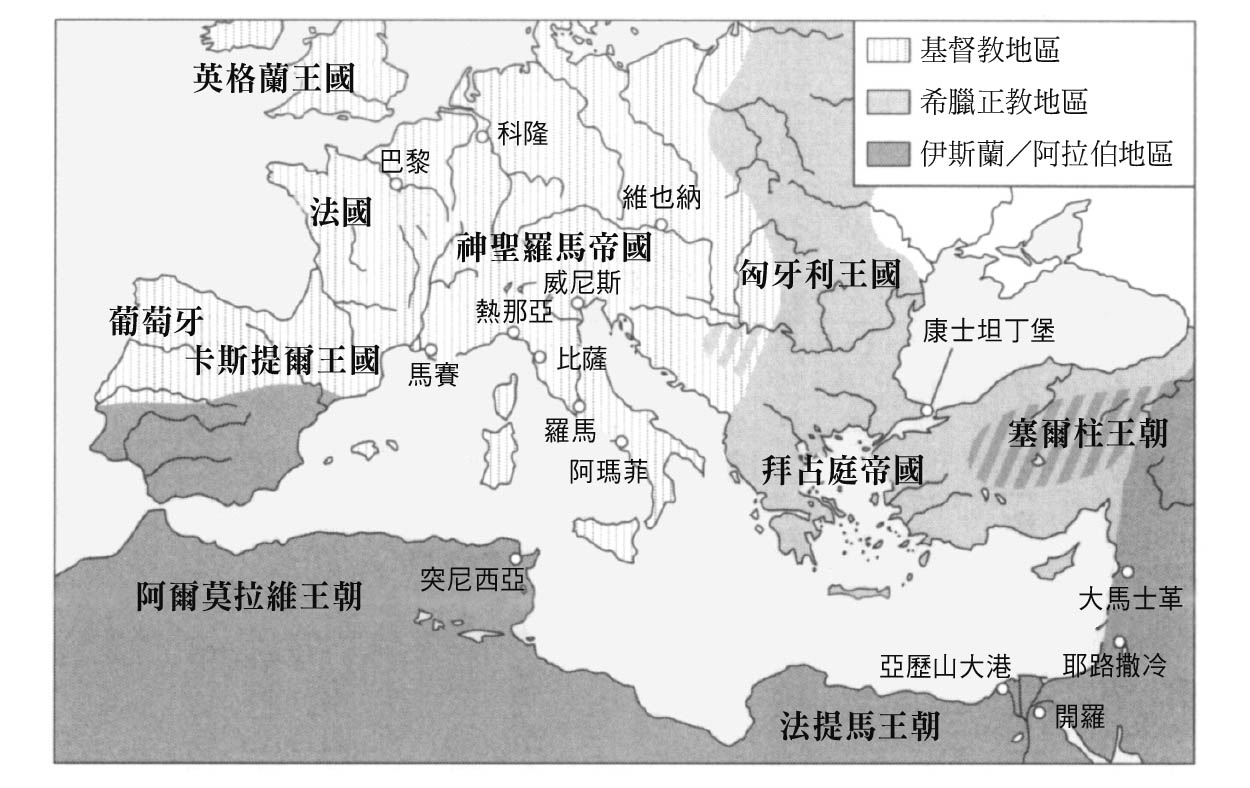 基督教地區
希臘正教地區
伊斯蘭/阿拉伯地區
英格蘭王國
科隆
巴黎
維也納
法國
神聖羅馬帝國
匈牙利王國
威尼斯
熱那亞
葡萄牙
卡斯提爾王國
馬賽
比薩
康士坦丁堡
羅馬
塞爾柱王朝
阿瑪菲
拜古庭帝國
突尼西亞
阿爾莫拉維王朝
大馬士革
亞歷山大港
耶路撒冷
法提馬王朝
開羅